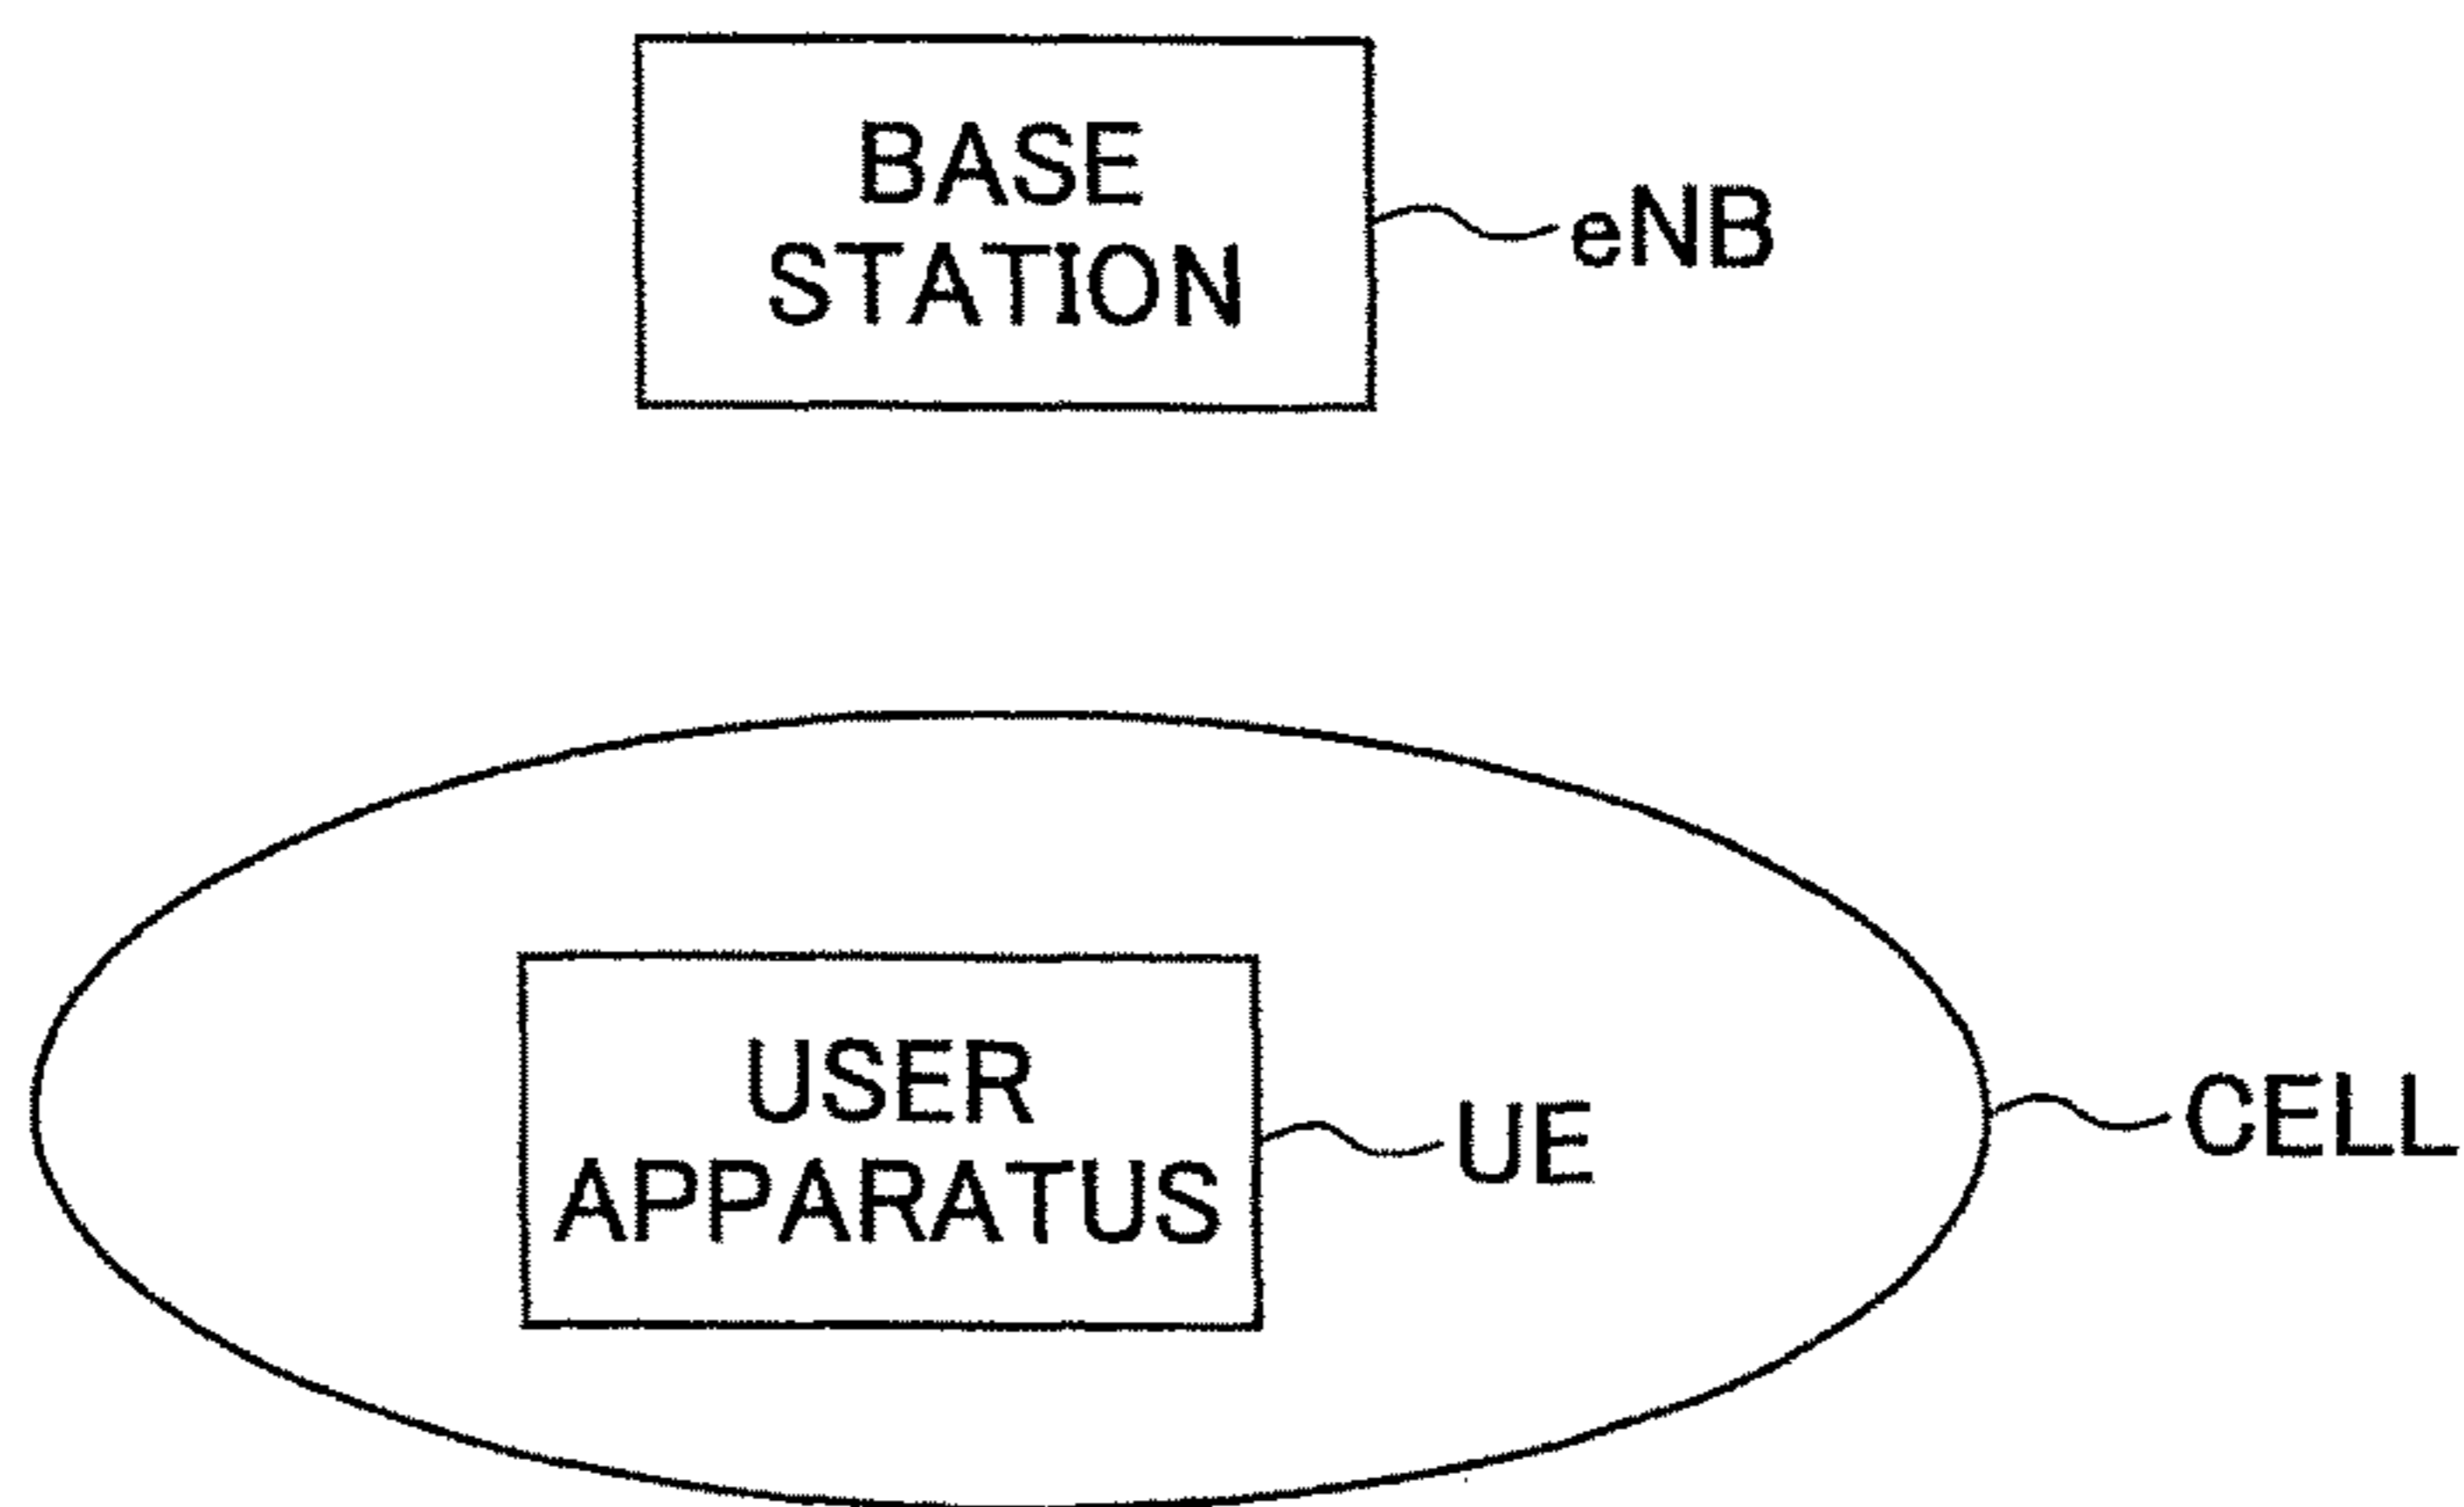 BASE
STATION
eNB
USER
APPARATUS
UE
CELL